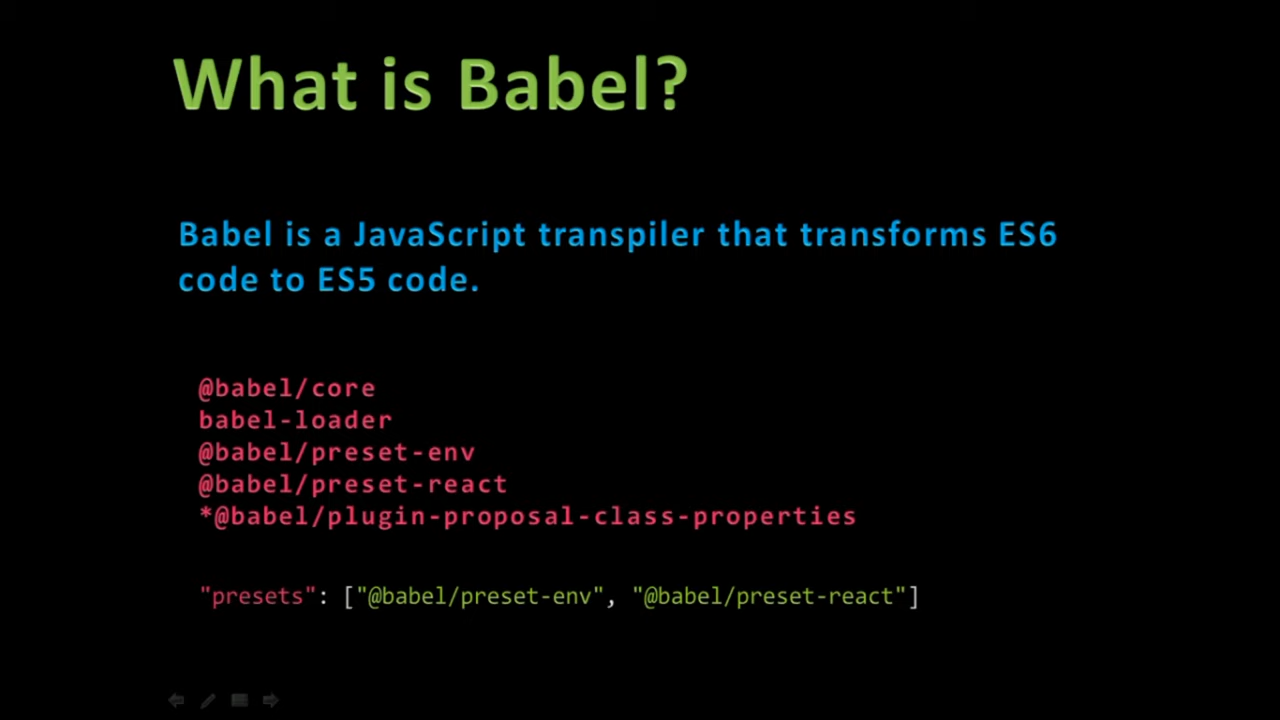 What is Babel?
Babel is a JavaScript transpiler that transforms ES6
code to ES5 code.
@babel/core
babel-loader
@babel/preset-env
@babel/preset-react
*@babel/plugin-proposal-class-properties
"presets": ["@babel/preset-env", "@babel/preset-react"]